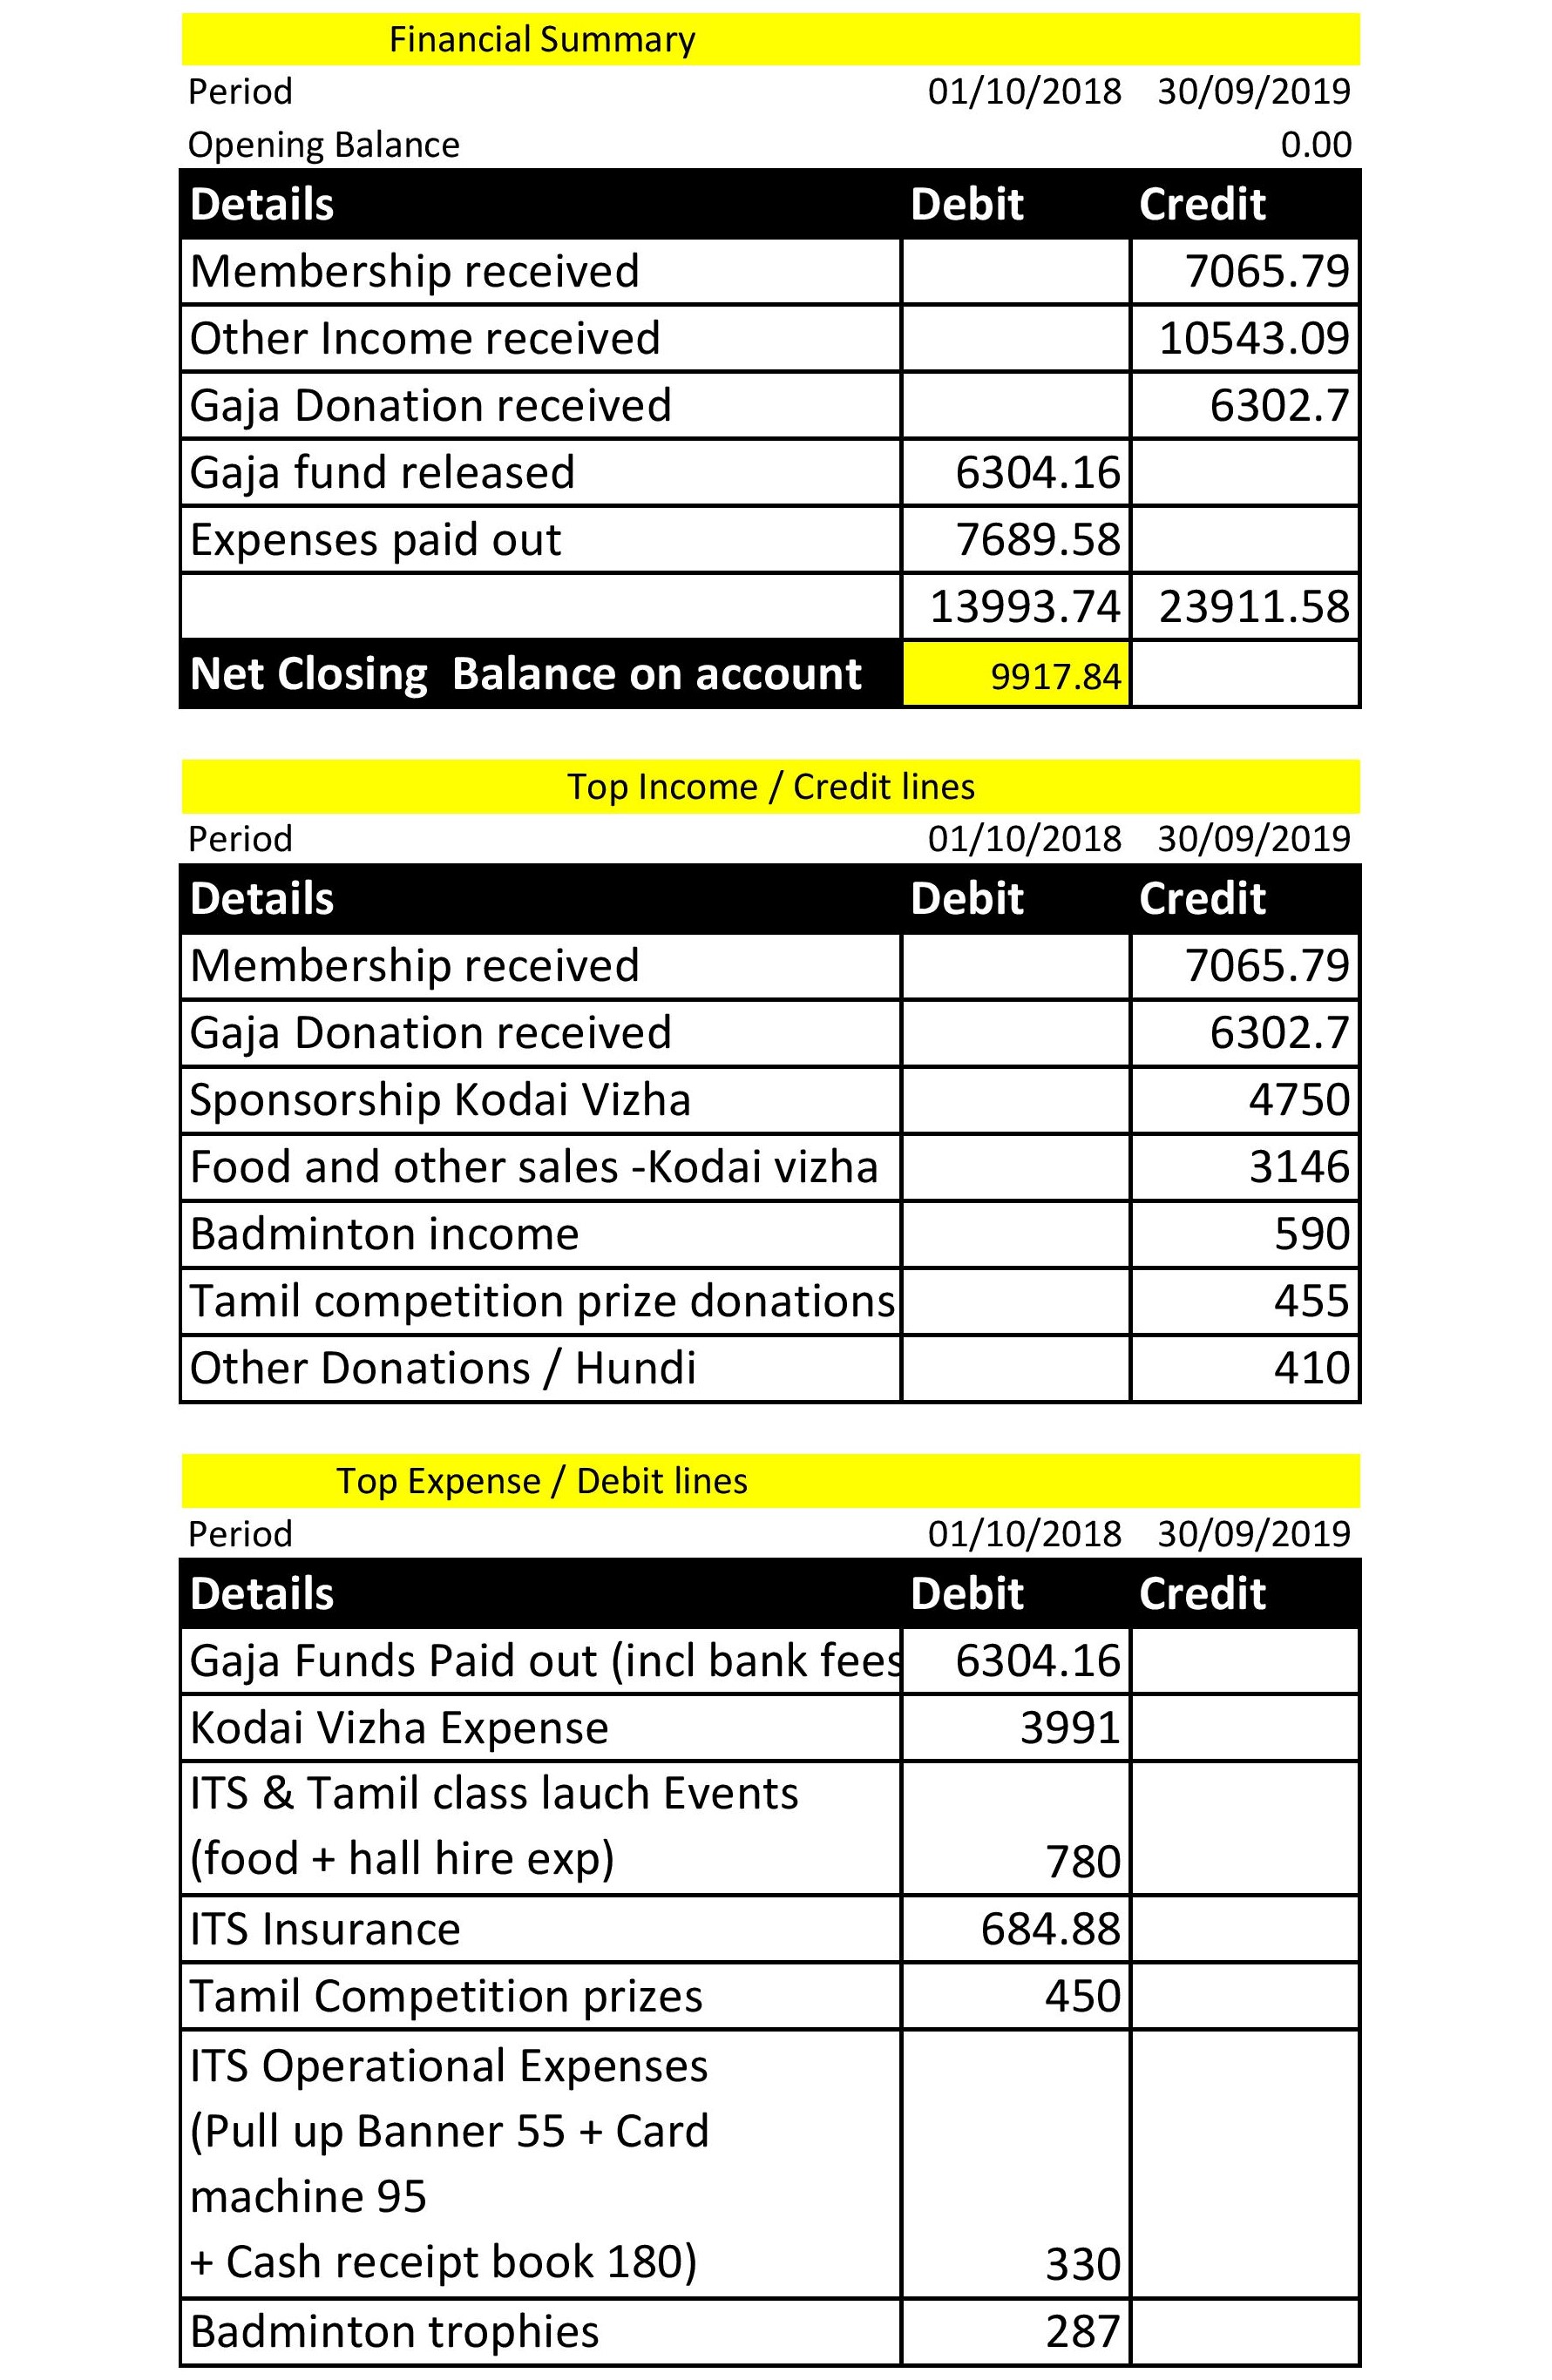 Financial Summary
Period 01/10/2018 30/09/2019
Opening Balance 0.00
Details Debit Credit
Membership received 7065.79
Other Income received 10543.09
Gaja Donation received 6302.7
Gaja fund released 6304.16
Expenses paid out 7689.58
13993.74 23911.58
Net Closing  Balance on account 9917.84
Top Income / Credit lines
Period 01/10/2018 30/09/2019
Details Debit Credit
Membership received 7065.79
Gaja Donation received 6302.7
Sponsorship Kodai Vizha 4750
Food and other sales -Kodai vizha 3146
Badminton income 590
Tamil competition prize donations 455
Other Donations / Hundi 410
Top Expense / Debit lines
Period 01/10/2018 30/09/2019
Details Debit Credit
Gaja Funds Paid out (incl bank fees 6304.16
Kodai Vizha Expense 3991
ITS & Tamil class lauch Events
(food + hall hire exp) 780
ITS Insurance 684.88
Tamil Competition prizes 450
ITS Operational Expenses
(Pull up Banner 55 + Card
machine 95
+ Cash receipt book 180) 330
Badminton trophies 287